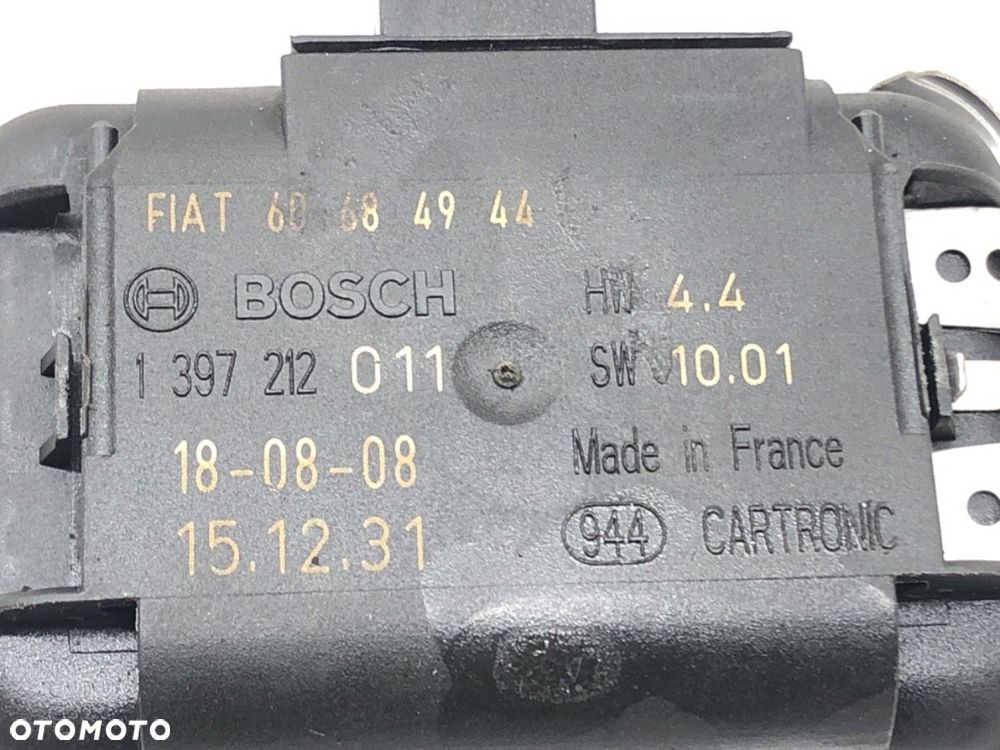 FIAT 60 68 49 44
BOSCH HW 4.4
1 397 212 011 SW 10.01
18-08-08 Made in France
15.12.31 944 CARTRONIC
OTOMOTO